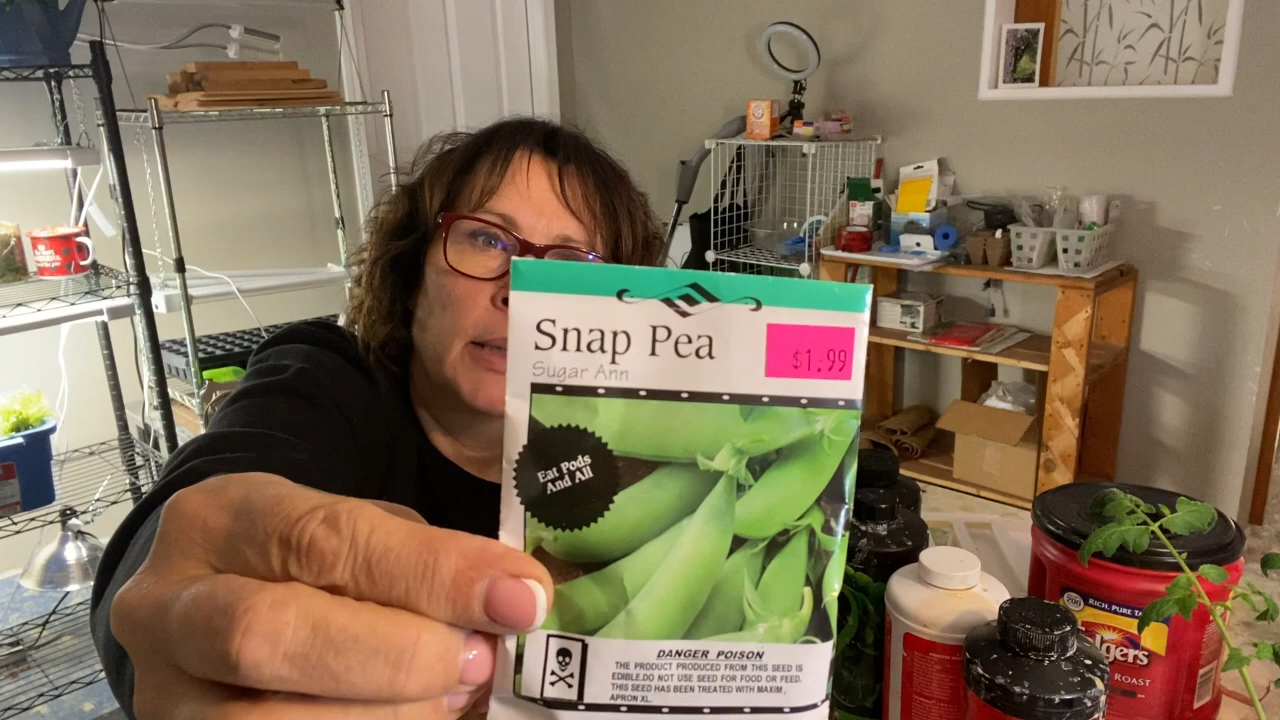 Snap Pea
$1.99
Sugar Ann
Eat Pods
And All
DANGER POISON
THE PRODUCT PRODUCED FROM THIS SEED IS
EDIBLE.DO NOT USE SEED FOR FOOD OR FEED.
THIS SEED HAS BEEN TREATED WITH MAXIM,
APRON XL.
RICH, PURE
ROAST